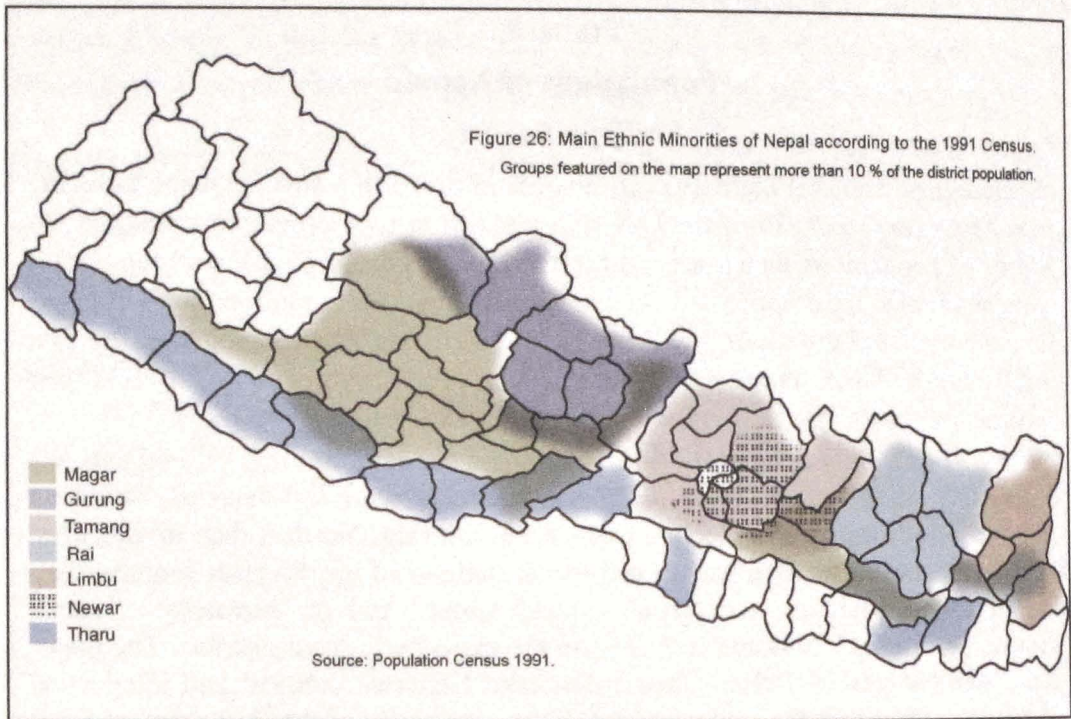 Figure 26: Main Ethnic Minorities of Nepal according to the 1991 Census.
Groups featured on the map represent more than 10 % of the district population.
Magar
Gurung
Tamang
Rai
Limbu
Newar
Tharu
Source: Population Census 1991.